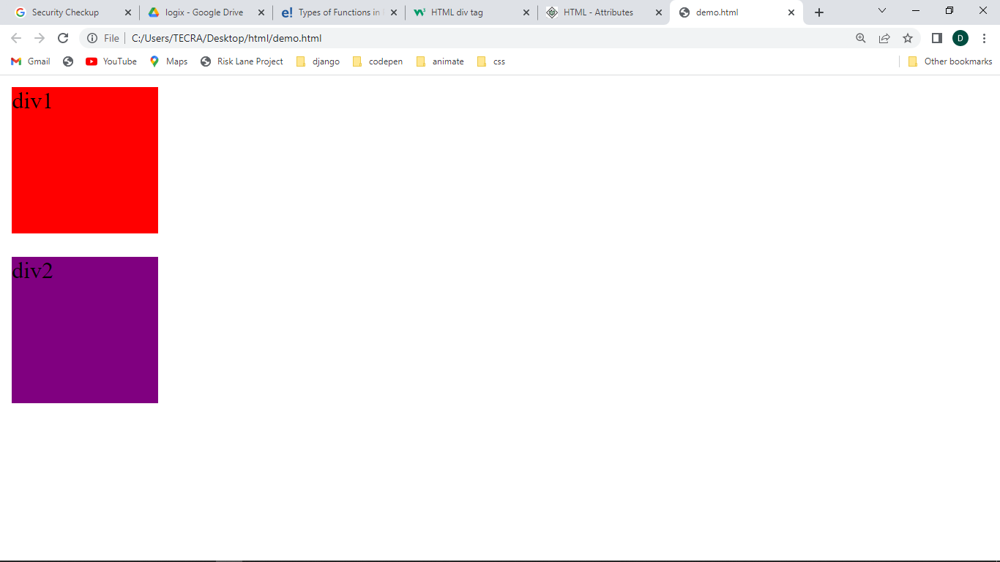 Security Checkup
logix - Google Drive
e! Types of Functions in
HTML div tag
HTML - Attributes
demo.html
File C:/Users/TECRA/Desktop/html/demo.html
D
Gmail YouTube Maps Risk Lane Project django codepen animate css Other bookmarks
div1
div2